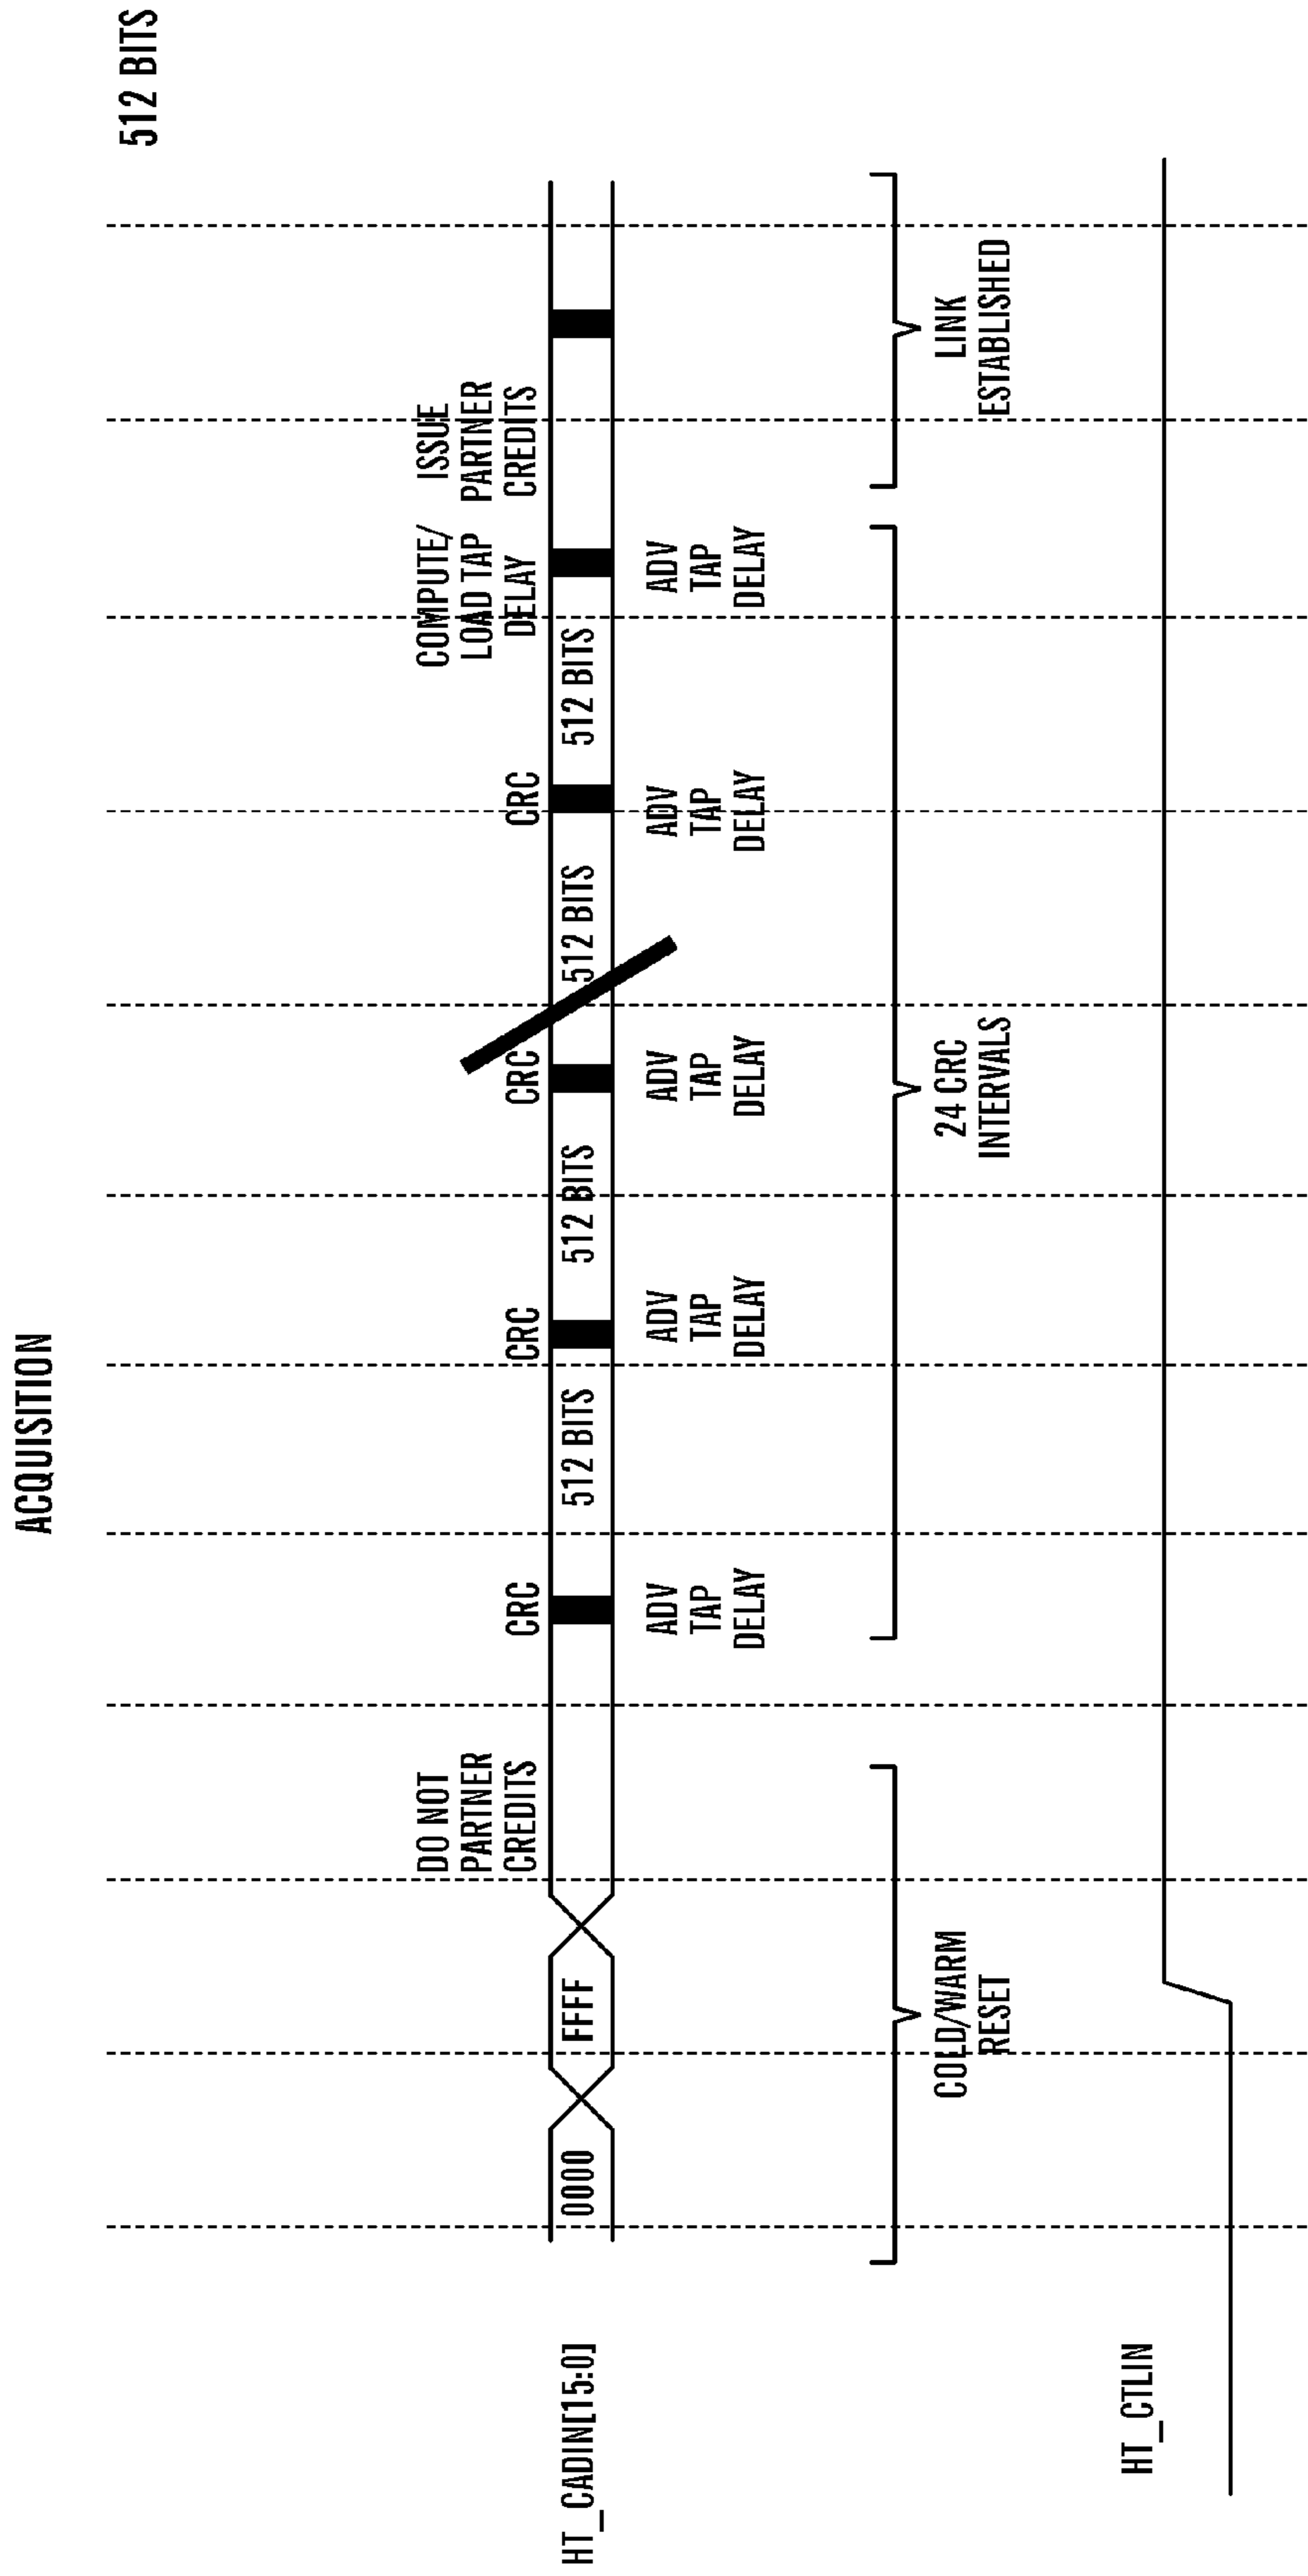 ACQUISITION
512 BITS
DO NOT
PARTNER
CREDITS
COMPUTE/
LOAD TAP
DELAY
ISSUE
PARTNER
CREDITS
CRC
CRC
CRC
CRC
HT_CADIN[15:0]
0000
FFFF
512 BITS
512 BITS
512 BITS
512 BITS
ADV
TAP
DELAY
ADV
TAP
DELAY
ADV
TAP
DELAY
ADV
TAP
DELAY
ADV
TAP
DELAY
COLD/WARM
RESET
24 CRC
INTERVALS
LINK
ESTABLISHED
HT_CTLIN